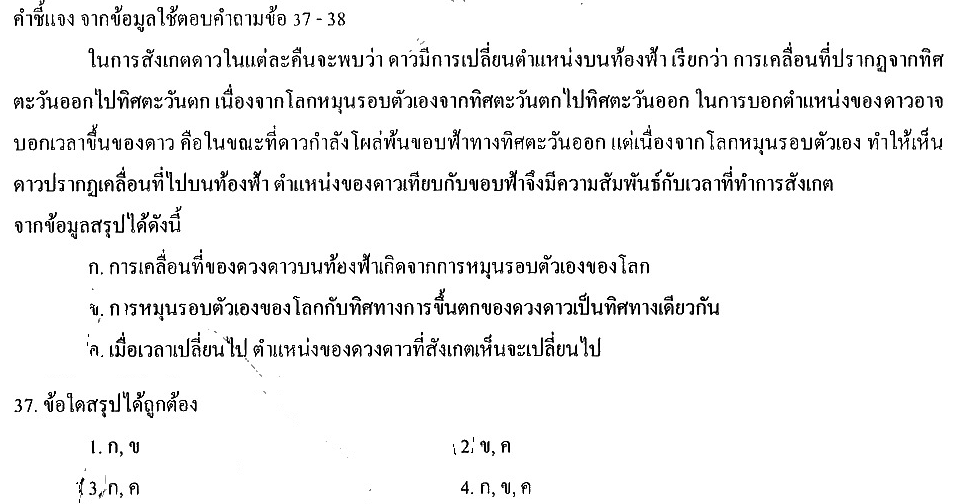 คำชี้แจง จากข้อมูลใช้ตอบคำถามข้อ 37 - 38
ในการสังเกตดาวในแต่ละคืนจะพบว่า ดาวมีการเปลี่ยนตำแหน่งบนท้องฟ้า เรียกว่า การเคลื่อนที่ปรากฏจากทิศ
ตะวันออกไปทิศตะวันตก เนื่องจากโลกหมุนรอบตัวเองจากทิศตะวันตกไปทิศตะวันออก ในการบอกตำแหน่งของดาวอาจ
บอกเวลาขึ้นของดาว คือในขณะที่ดาวกำลังโผล่พ้นขอบฟ้าทางทิศตะวันออก แต่เนื่องจากโลกหมุนรอบตัวเอง ทำให้เห็น
ดาวปรากฏเคลื่อนที่ไปบนท้องฟ้า ตำแหน่งของดาวเทียบกับขอบฟ้าจึงมีความสัมพันธ์กับเวลาที่ทำการสังเกต
จากข้อมูลสรุปได้ดังนี้
ก. การเคลื่อนที่ของดวงดาวบนท้องฟ้าเกิดจากการหมุนรอบตัวเองของโลก
ข. การหมุนรอบตัวเองของโลกกับทิศทางการขึ้นตกของดวงดาวเป็นทิศทางเดียวกัน
ค. เมื่อเวลาเปลี่ยนไป ตำแหน่งของดวงดาวที่สังเกตเห็นจะเปลี่ยนไป
37. ข้อใดสรุปได้ถูกต้อง
1. ก, ข 2. ข, ค
3. ก, ค 4. ก, ข, ค